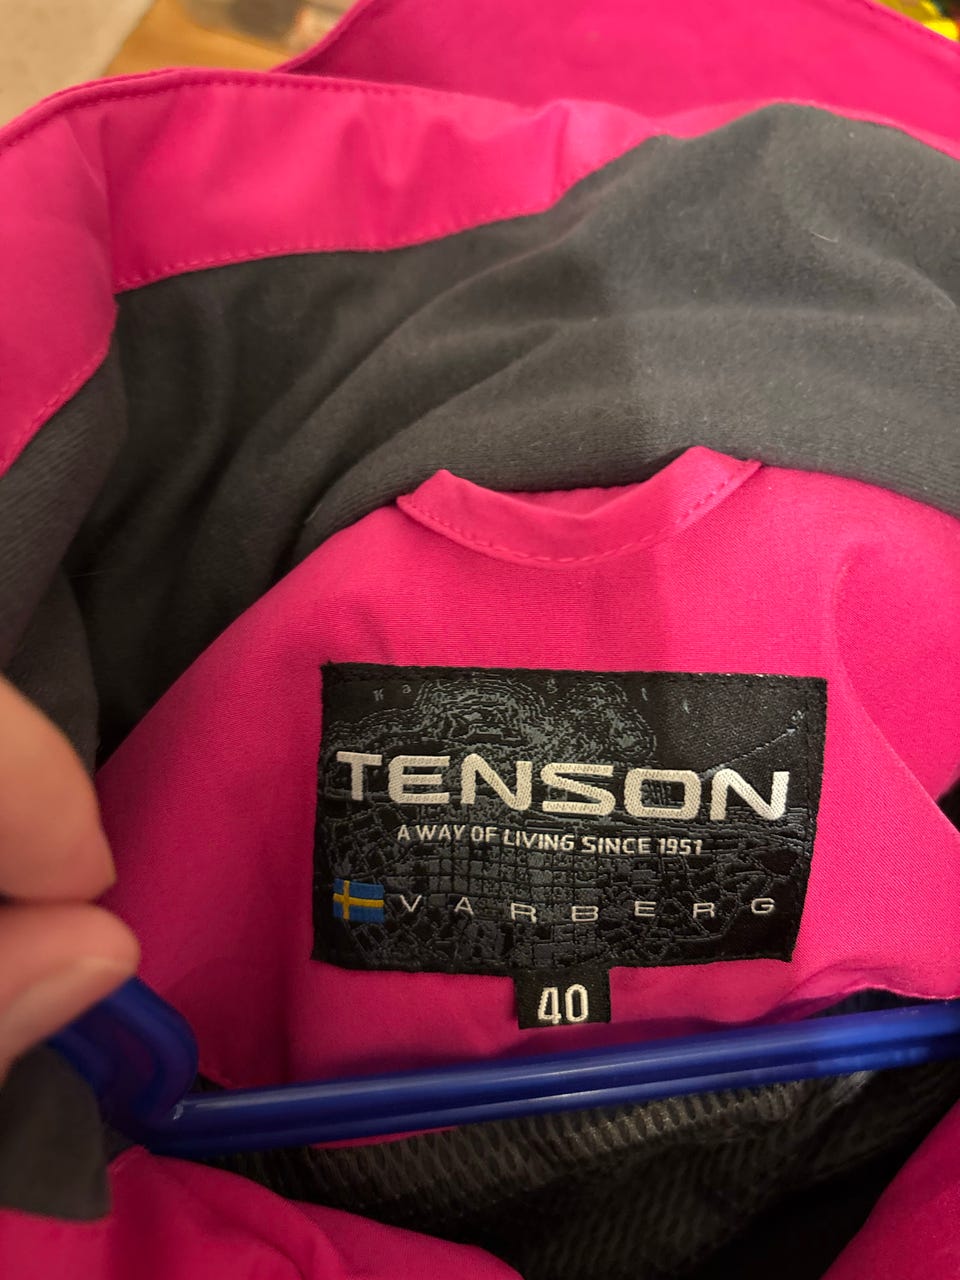 TENSON
A WAY OF LIVING SINCE 1951
VARBERG
40